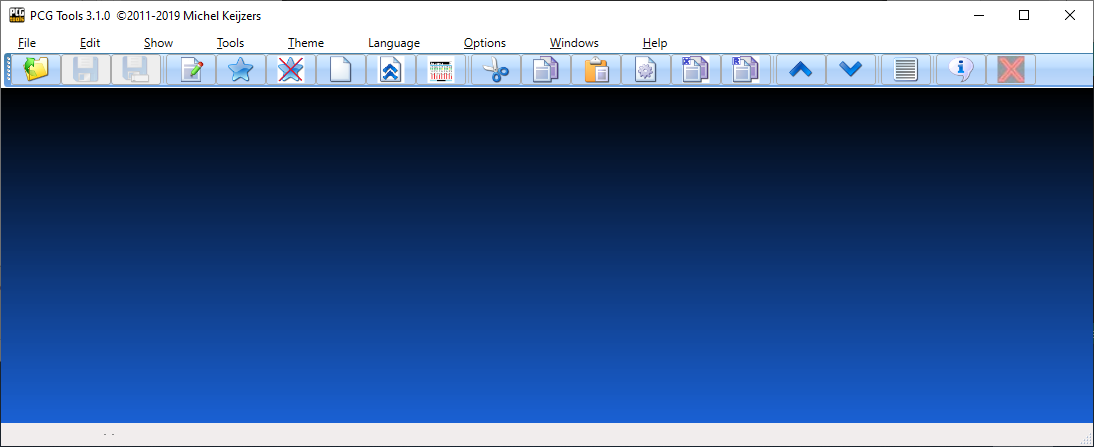 PCG Tools 3.1.0 ©2011-2019 Michel Keijzers
File Edit Show Tools Theme Language Options Windows Help
- -